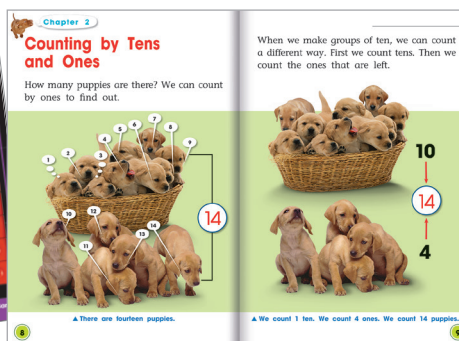 Chapter 2
Counting by Tens
and Ones
How many puppies are there? We can count
by ones to find out.
1
2
3
4
5
6
7
8
9
10
11
12
13
14
14
▲ There are fourteen puppies.
8
When we make groups of ten, we can count
a different way. First we count tens. Then we
count the ones that are left.
10
14
4
▲ We count 1 ten. We count 4 ones. We count 14 puppies.
9